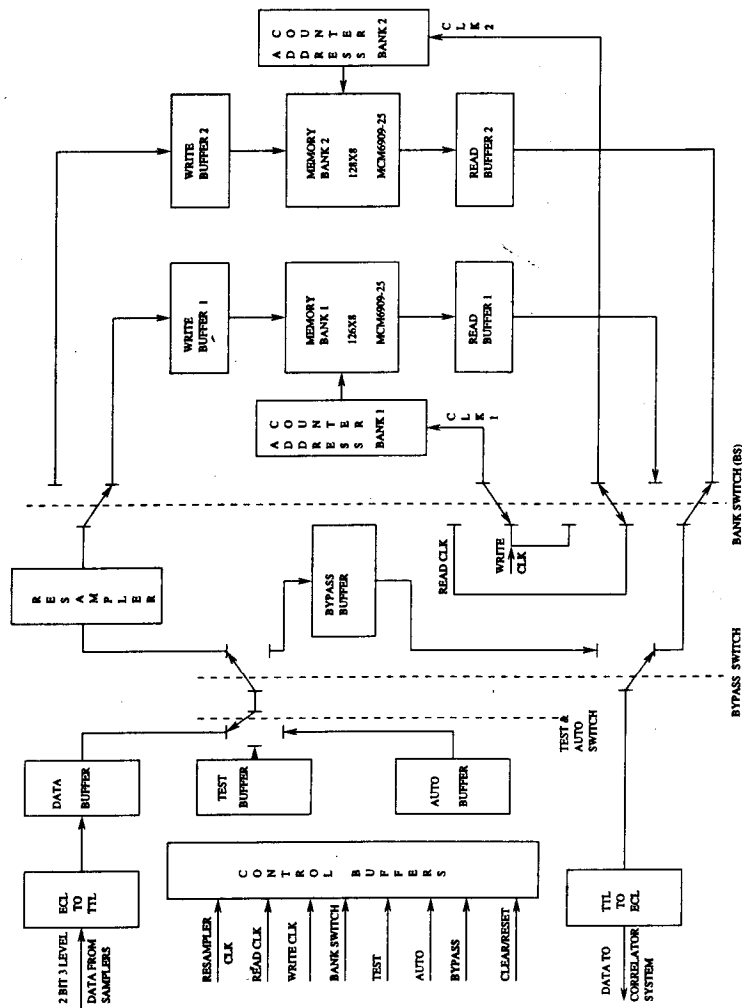 2 BIT 3 LEVEL
DATA FROM
SAMPLERS
ECL
TO
TTL
DATA
BUFFER
RESAMPLER
RESAMPLER
CLK
READ CLK
WRITE CLK
BANK SWITCH
TEST
AUTO
BYPASS
CLEAR/RESET
CONTROL BUFFERS
TEST
BUFFER
AUTO
BUFFER
TEST &
AUTO
SWITCH
BYPASS
BUFFER
BYPASS SWITCH
READ CLK
WRITE
CLK
BANK SWITCH (BS)
DATA TO
CORRELATOR
SYSTEM
TTL
TO
ECL
ADDRESS
COUNTER
BANK 1
CLK 1
WRITE
BUFFER 1
MEMORY
BANK 1
126X8
MCM6909-25
READ
BUFFER 1
WRITE
BUFFER 2
MEMORY
BANK 2
128X8
MCM6909-25
READ
BUFFER 2
ADDRESS
COUNTER
BANK 2
CLK 2